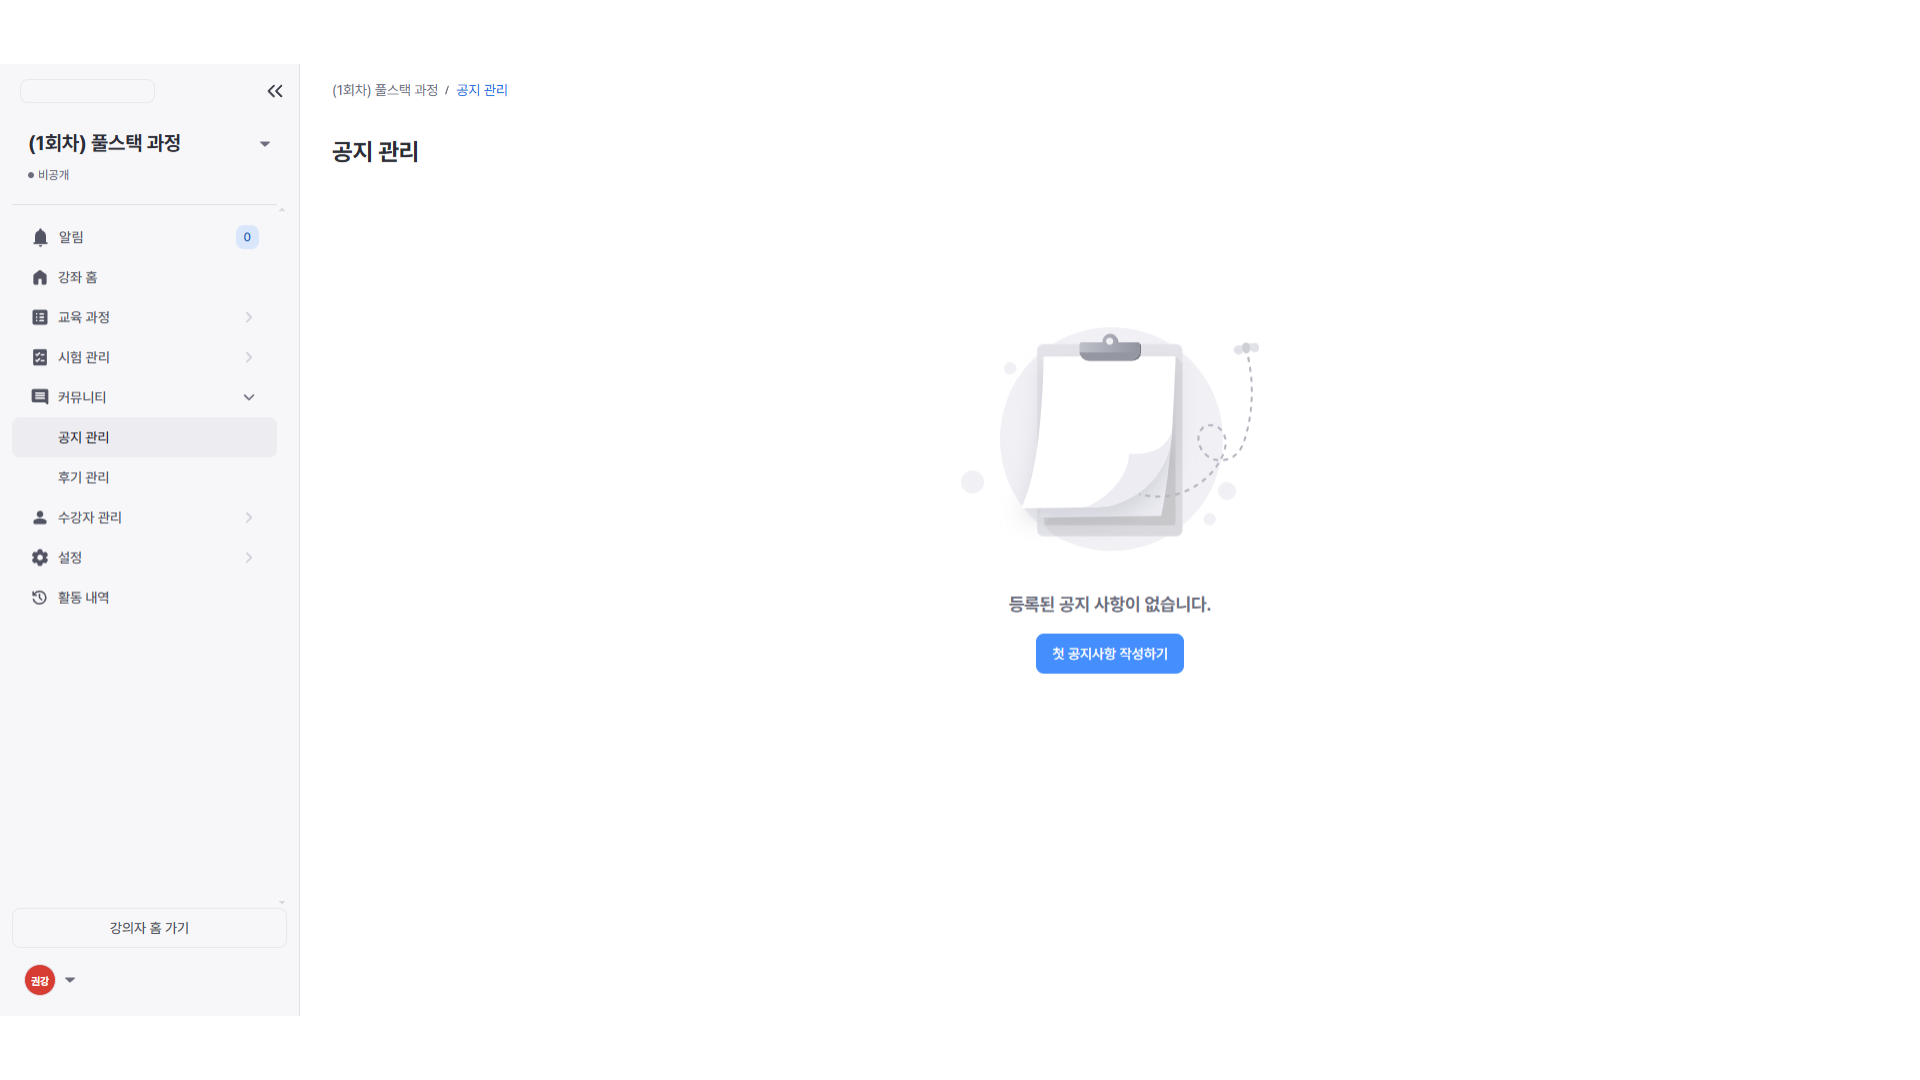 (1회차) 풀스택 과정
비공개
알림 0
강좌 홈
교육 과정
시험 관리
커뮤니티
공지 관리
후기 관리
수강자 관리
설정
활동 내역
강의자 홈 가기
권강
(1회차) 풀스택 과정 / 공지 관리
공지 관리
등록된 공지 사항이 없습니다.
첫 공지사항 작성하기